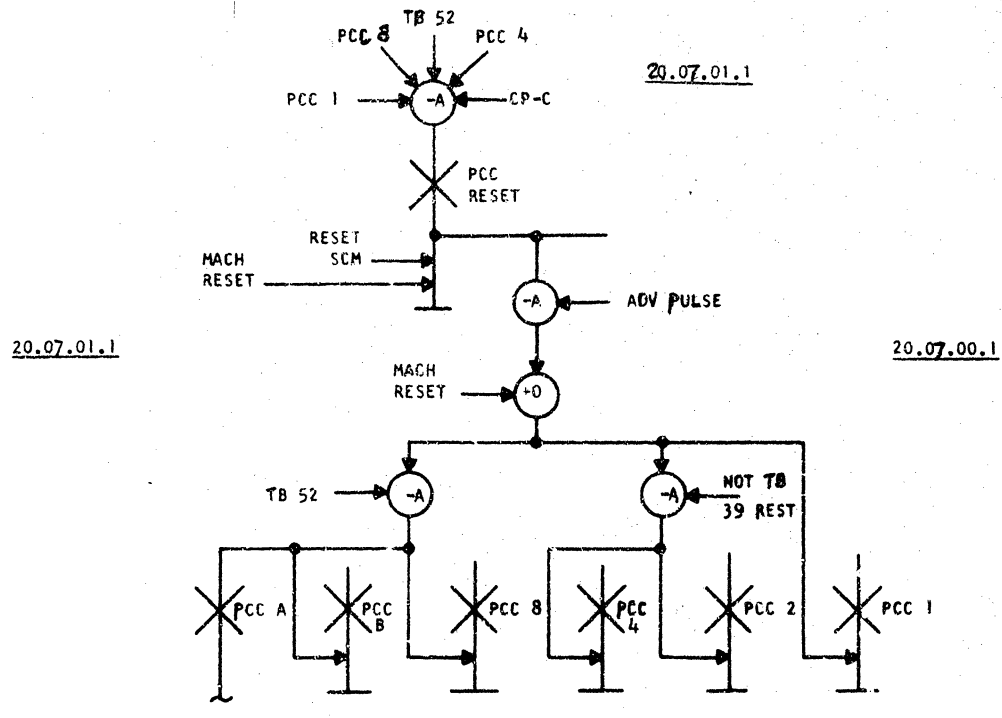 TB 52
PCC 8
PCC 4
20.07.01.1
PCC 1
-A
CP-C
PCC
RESET
RESET
SCM
MACH
RESET
-A
ADV PULSE
20.07.01.1
20.07.00.1
MACH
RESET
+O
TB 52
-A
-A
NOT TB
39 REST
PCC A
PCC
B
PCC 8
PCC
4
PCC 2
PCC 1